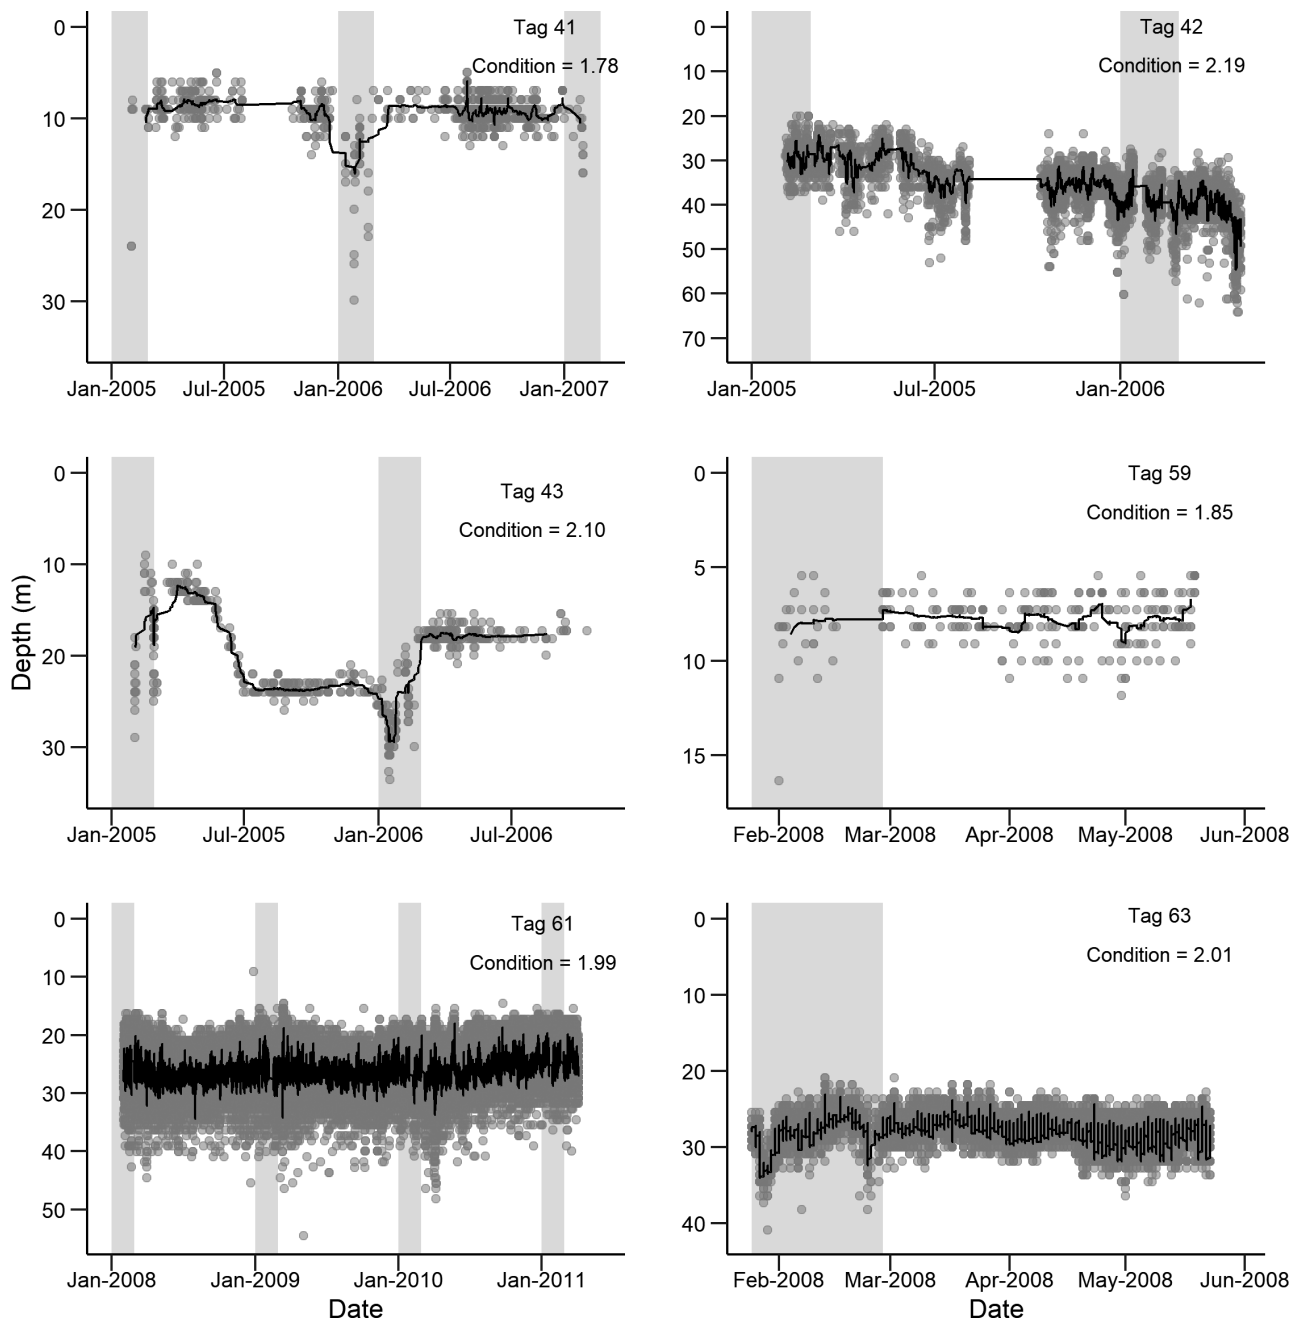 Tag 41
Condition = 1.78
0
10
20
30
Jan-2005 Jul-2005 Jan-2006 Jul-2006 Jan-2007
Tag 42
Condition = 2.19
0
10
20
30
40
50
60
70
Jan-2005 Jul-2005 Jan-2006
Depth (m)
Tag 43
Condition = 2.10
0
10
20
30
Jan-2005 Jul-2005 Jan-2006 Jul-2006
Tag 59
Condition = 1.85
0
5
10
15
Feb-2008 Mar-2008 Apr-2008 May-2008 Jun-2008
Tag 61
Condition = 1.99
0
10
20
30
40
50
Jan-2008 Jan-2009 Jan-2010 Jan-2011
Date
Tag 63
Condition = 2.01
0
10
20
30
40
Feb-2008 Mar-2008 Apr-2008 May-2008 Jun-2008
Date